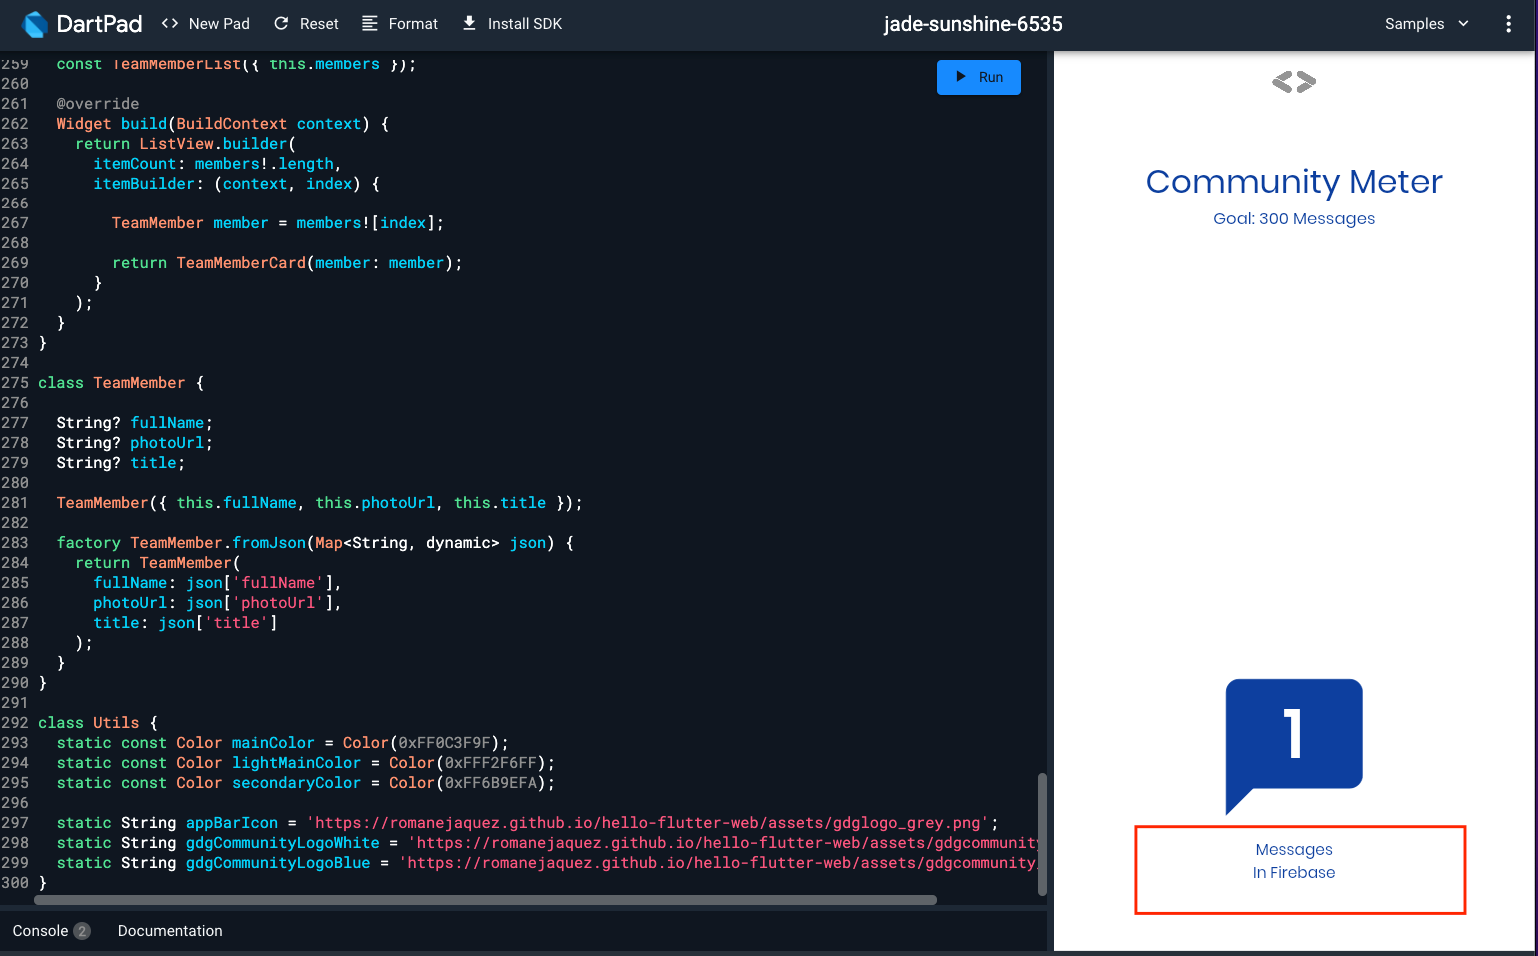 DartPad
<> New Pad
Reset
Format
Install SDK
jade-sunshine-6535
Samples
259 const TeamMemberList({ this.members });
260
261 @override
262 Widget build(BuildContext context) {
263 return ListView.builder(
264 itemCount: members!.length,
265 itemBuilder: (context, index) {
266
267 TeamMember member = members![index];
268
269 return TeamMemberCard(member: member);
270 }
271 );
272 }
273 }
274
275 class TeamMember {
276
277 String? fullName;
278 String? photoUrl;
279 String? title;
280
281 TeamMember({ this.fullName, this.photoUrl, this.title });
282
283 factory TeamMember.fromJson(Map<String, dynamic> json) {
284 return TeamMember(
285 fullName: json['fullName'],
286 photoUrl: json['photoUrl'],
287 title: json['title']
288 );
289 }
290 }
291
292 class Utils {
293 static const Color mainColor = Color(0xFF0C3F9F);
294 static const Color lightMainColor = Color(0xFFF2F6FF);
295 static const Color secondaryColor = Color(0xFF6B9EFA);
296
297 static String appBarIcon = 'https://romanejaquez.github.io/hello-flutter-web/assets/gdglogo_grey.png';
298 static String gdgCommunityLogoWhite = 'https://romanejaquez.github.io/hello-flutter-web/assets/gdgcommunity
299 static String gdgCommunityLogoBlue = 'https://romanejaquez.github.io/hello-flutter-web/assets/gdgcommunity
300 }
Run
Console 2
Documentation
Community Meter
Goal: 300 Messages
1
Messages
In Firebase